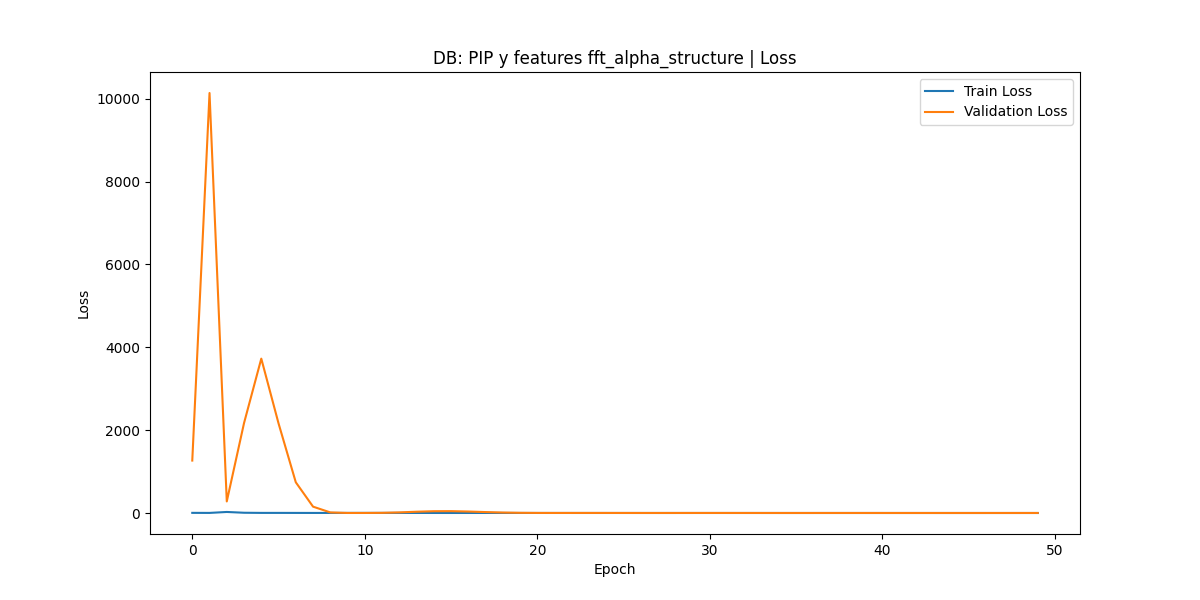 DB: PIP y features fft_alpha_structure | Loss
Train Loss
Validation Loss
10000
8000
6000
4000
2000
0
Loss
0 10 20 30 40 50
Epoch